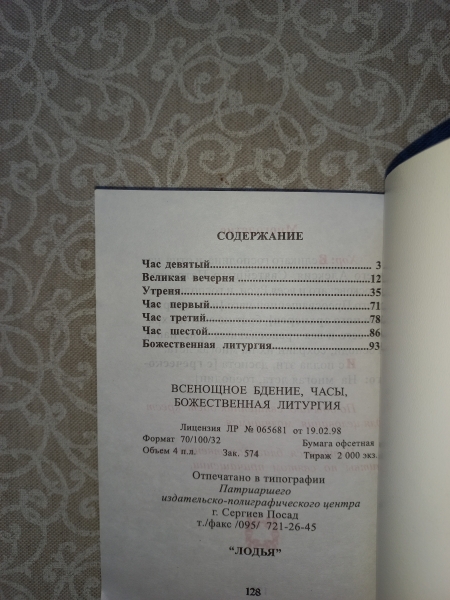 СОДЕРЖАНИЕ
Час девятый.................................................. 3
Великая вечерня..........................................12
Утреня.........................................................35
Час первый...................................................71
Час третий...................................................78
Час шестой..................................................86
Божественная литургия...............................93
ВСЕНОЩНОЕ БДЕНИЕ, ЧАСЫ,
БОЖЕСТВЕННАЯ ЛИТУРГИЯ
Лицензия ЛР № 065681 от 19.02.98
Формат 70/100/32 Бумага офсетная
Объем 4 п.л. Зак. 574 Тираж 2 000 экз.
Отпечатано в типографии
Патриаршего
издательско-полиграфического центра
г. Сергиев Посад
т./факс /095/ 721-26-45
"ЛОДЬЯ"
128